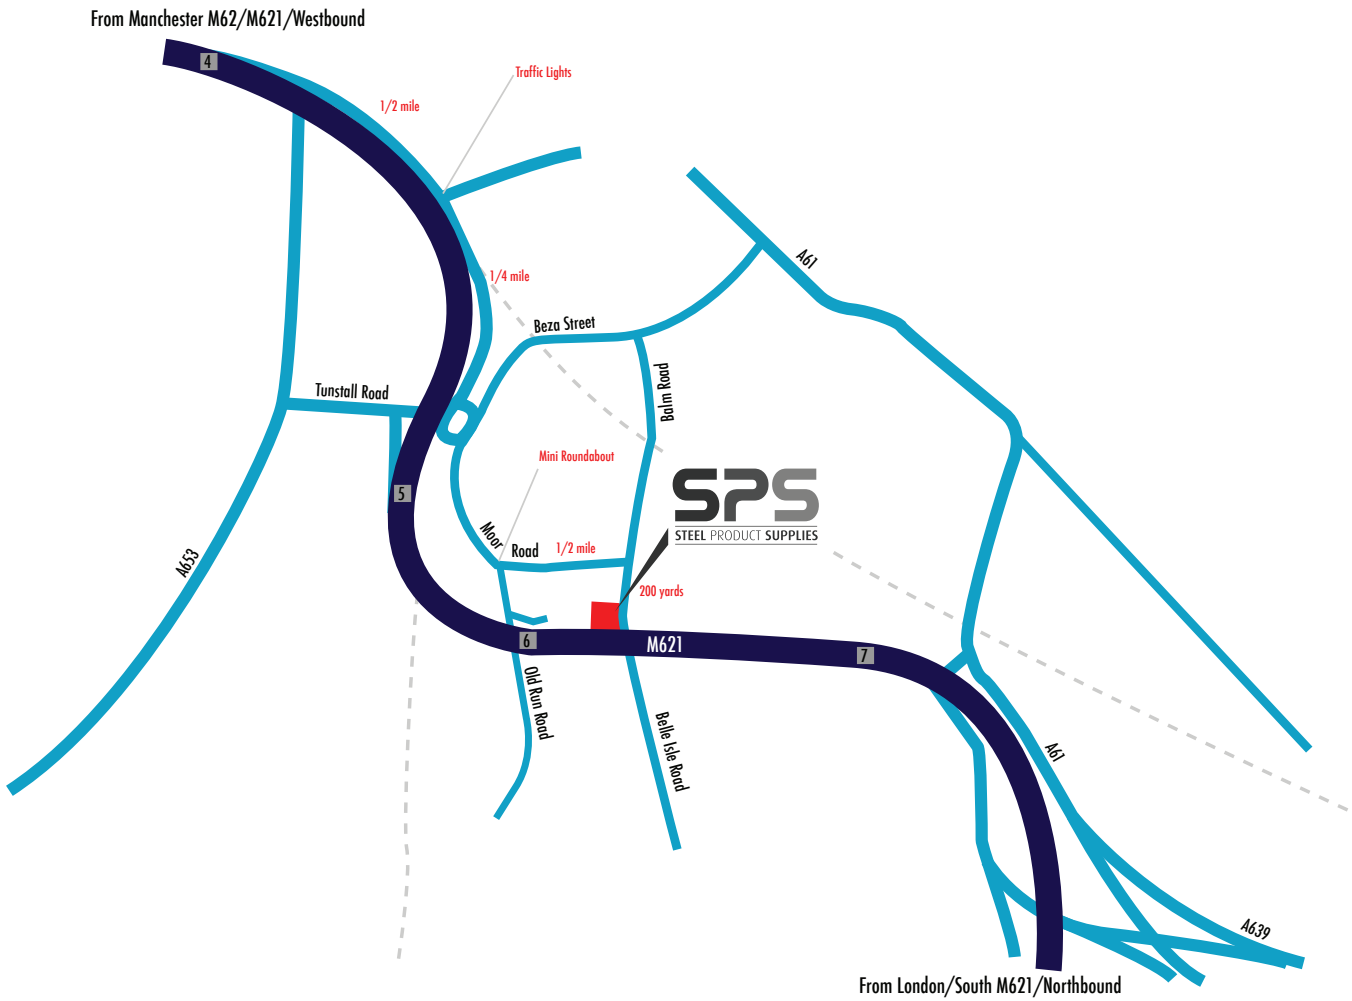 From Manchester M62/M621/Westbound
4
Traffic Lights
1/2 mile
A61
1/4 mile
Beza Street
Balm Road
Tunstall Road
Mini Roundabout
SPS
STEEL PRODUCT SUPPLIES
5
Moor
Road
1/2 mile
A653
200 yards
6
M621
7
Old Run Road
Belle Isle Road
A61
A639
From London/South M621/Northbound